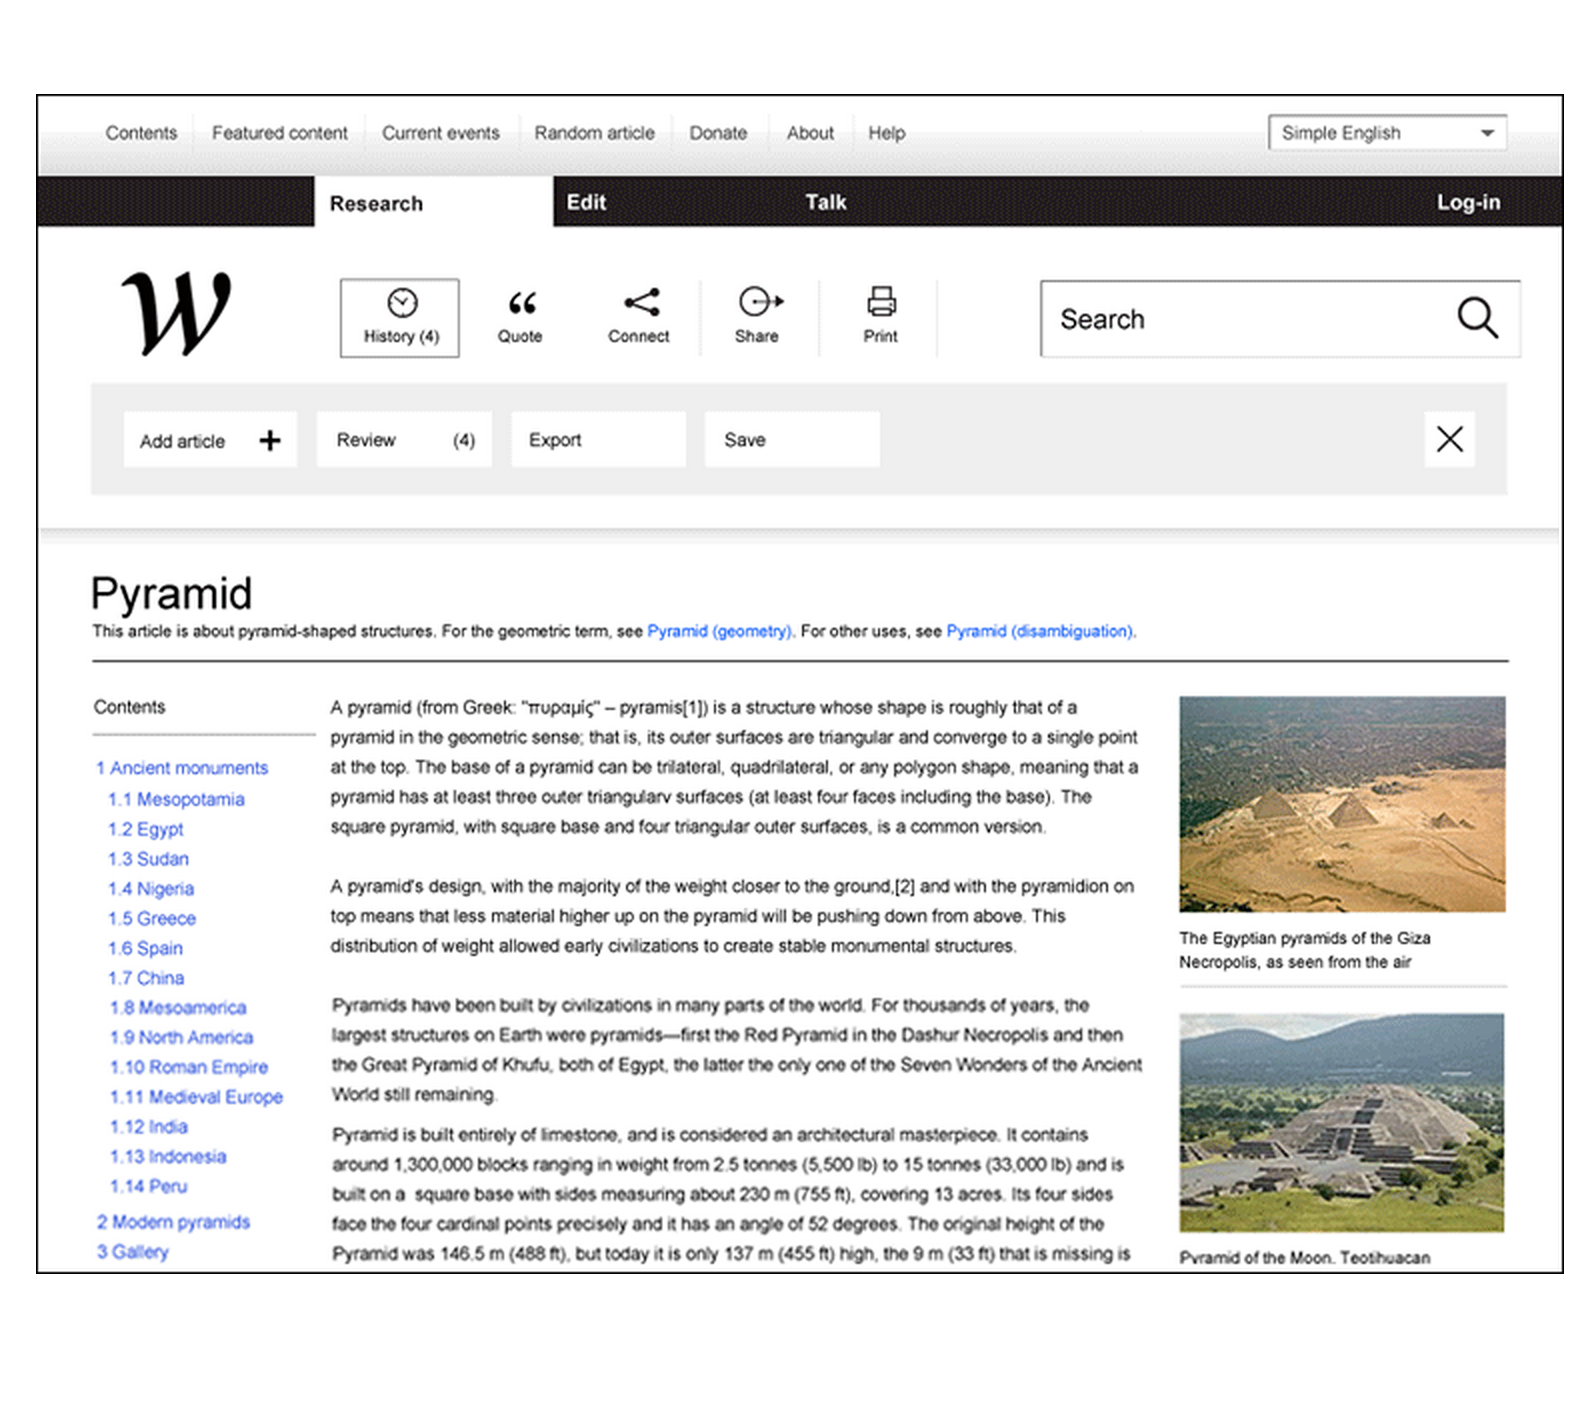 Contents Featured content Current events Random article Donate About Help Simple English
Research Edit Talk Log-in
W
History (4) Quote Connect Share Print Search
Add article + Review (4) Export Save
Pyramid
This article is about pyramid-shaped structures. For the geometric term, see Pyramid (geometry). For other uses, see Pyramid (disambiguation).
Contents
1 Ancient monuments
1.1 Mesopotamia
1.2 Egypt
1.3 Sudan
1.4 Nigeria
1.5 Greece
1.6 Spain
1.7 China
1.8 Mesoamerica
1.9 North America
1.10 Roman Empire
1.11 Medieval Europe
1.12 India
1.13 Indonesia
1.14 Peru
2 Modern pyramids
3 Gallery
A pyramid (from Greek: "πυραμίς" – pyramis[1]) is a structure whose shape is roughly that of a
pyramid in the geometric sense; that is, its outer surfaces are triangular and converge to a single point
at the top. The base of a pyramid can be trilateral, quadrilateral, or any polygon shape, meaning that a
pyramid has at least three outer triangularv surfaces (at least four faces including the base). The
square pyramid, with square base and four triangular outer surfaces, is a common version.
A pyramid's design, with the majority of the weight closer to the ground,[2] and with the pyramidion on
top means that less material higher up on the pyramid will be pushing down from above. This
distribution of weight allowed early civilizations to create stable monumental structures.
Pyramids have been built by civilizations in many parts of the world. For thousands of years, the
largest structures on Earth were pyramids—first the Red Pyramid in the Dashur Necropolis and then
the Great Pyramid of Khufu, both of Egypt, the latter the only one of the Seven Wonders of the Ancient
World still remaining.
Pyramid is built entirely of limestone, and is considered an architectural masterpiece. It contains
around 1,300,000 blocks ranging in weight from 2.5 tonnes (5,500 lb) to 15 tonnes (33,000 lb) and is
built on a square base with sides measuring about 230 m (755 ft), covering 13 acres. Its four sides
face the four cardinal points precisely and it has an angle of 52 degrees. The original height of the
Pyramid was 146.5 m (488 ft), but today it is only 137 m (455 ft) high, the 9 m (33 ft) that is missing is
The Egyptian pyramids of the Giza
Necropolis, as seen from the air
Pyramid of the Moon, Teotihuacan